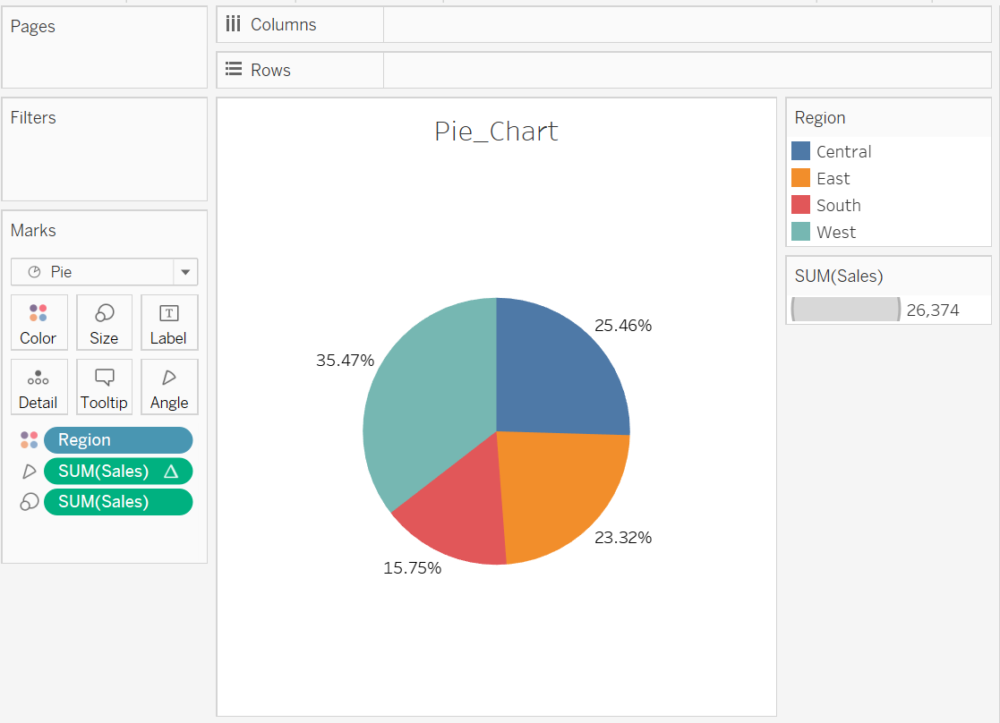 Pages
Columns
Rows
Filters
Marks
Pie
Color
Size
Label
Detail
Tooltip
Angle
Region
SUM(Sales)
SUM(Sales)
Pie_Chart
25.46%
35.47%
23.32%
15.75%
Region
Central
East
South
West
SUM(Sales)
26,374